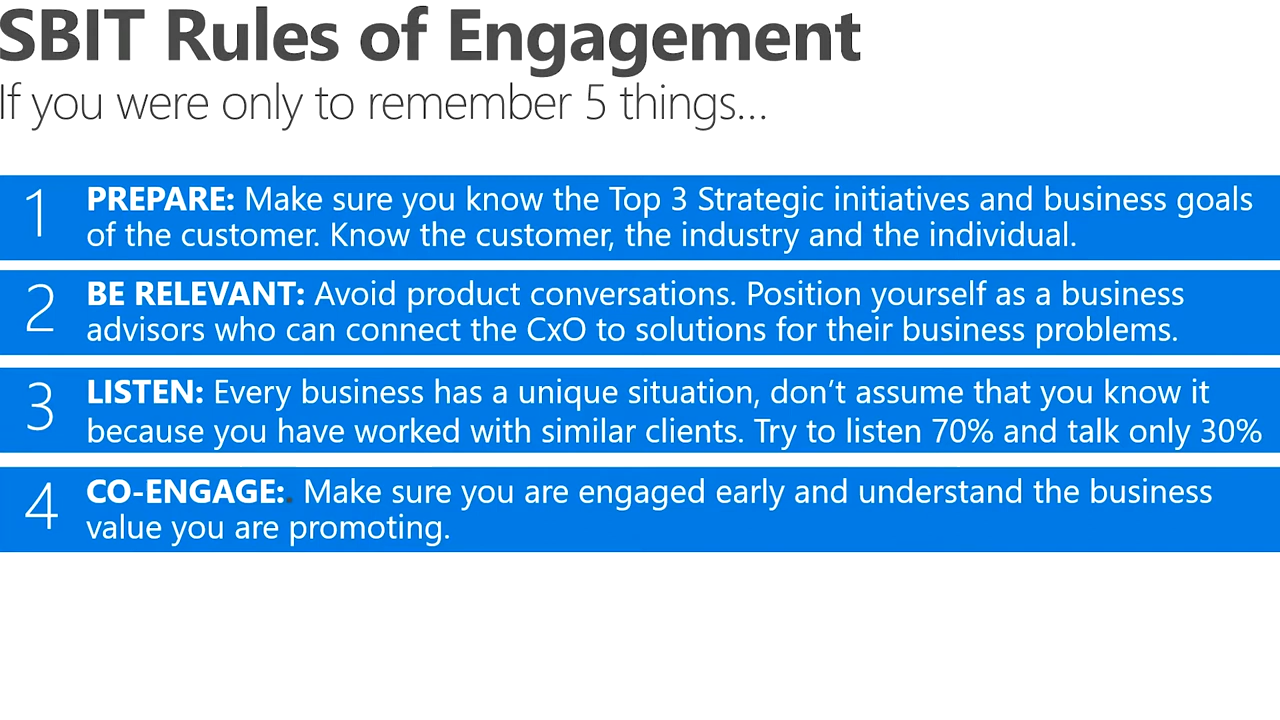 SBIT Rules of Engagement
If you were only to remember 5 things...
1 PREPARE: Make sure you know the Top 3 Strategic initiatives and business goals
of the customer. Know the customer, the industry and the individual.
2 BE RELEVANT: Avoid product conversations. Position yourself as a business
advisors who can connect the CxO to solutions for their business problems.
3 LISTEN: Every business has a unique situation, don’t assume that you know it
because you have worked with similar clients. Try to listen 70% and talk only 30%
4 CO-ENGAGE:. Make sure you are engaged early and understand the business
value you are promoting.